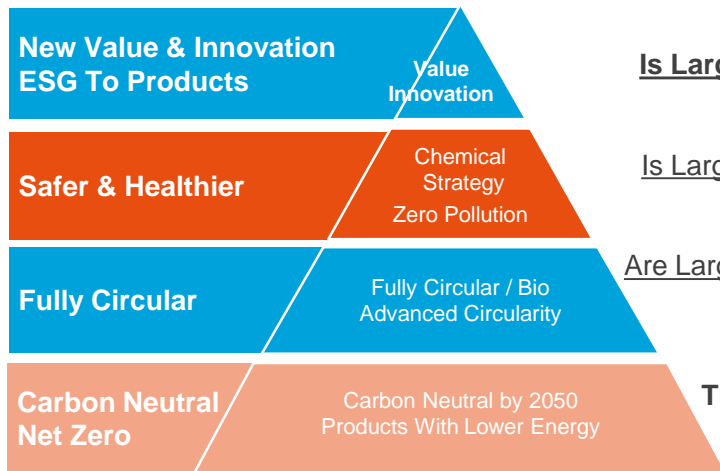 New Value & Innovation
ESG To Products
Value
Innovation
Is Larg
Safer & Healthier
Chemical
Strategy
Zero Pollution
Is Larg
Fully Circular
Fully Circular / Bio
Advanced Circularity
Are Larg
Carbon Neutral
Net Zero
Carbon Neutral by 2050
Products With Lower Energy
T